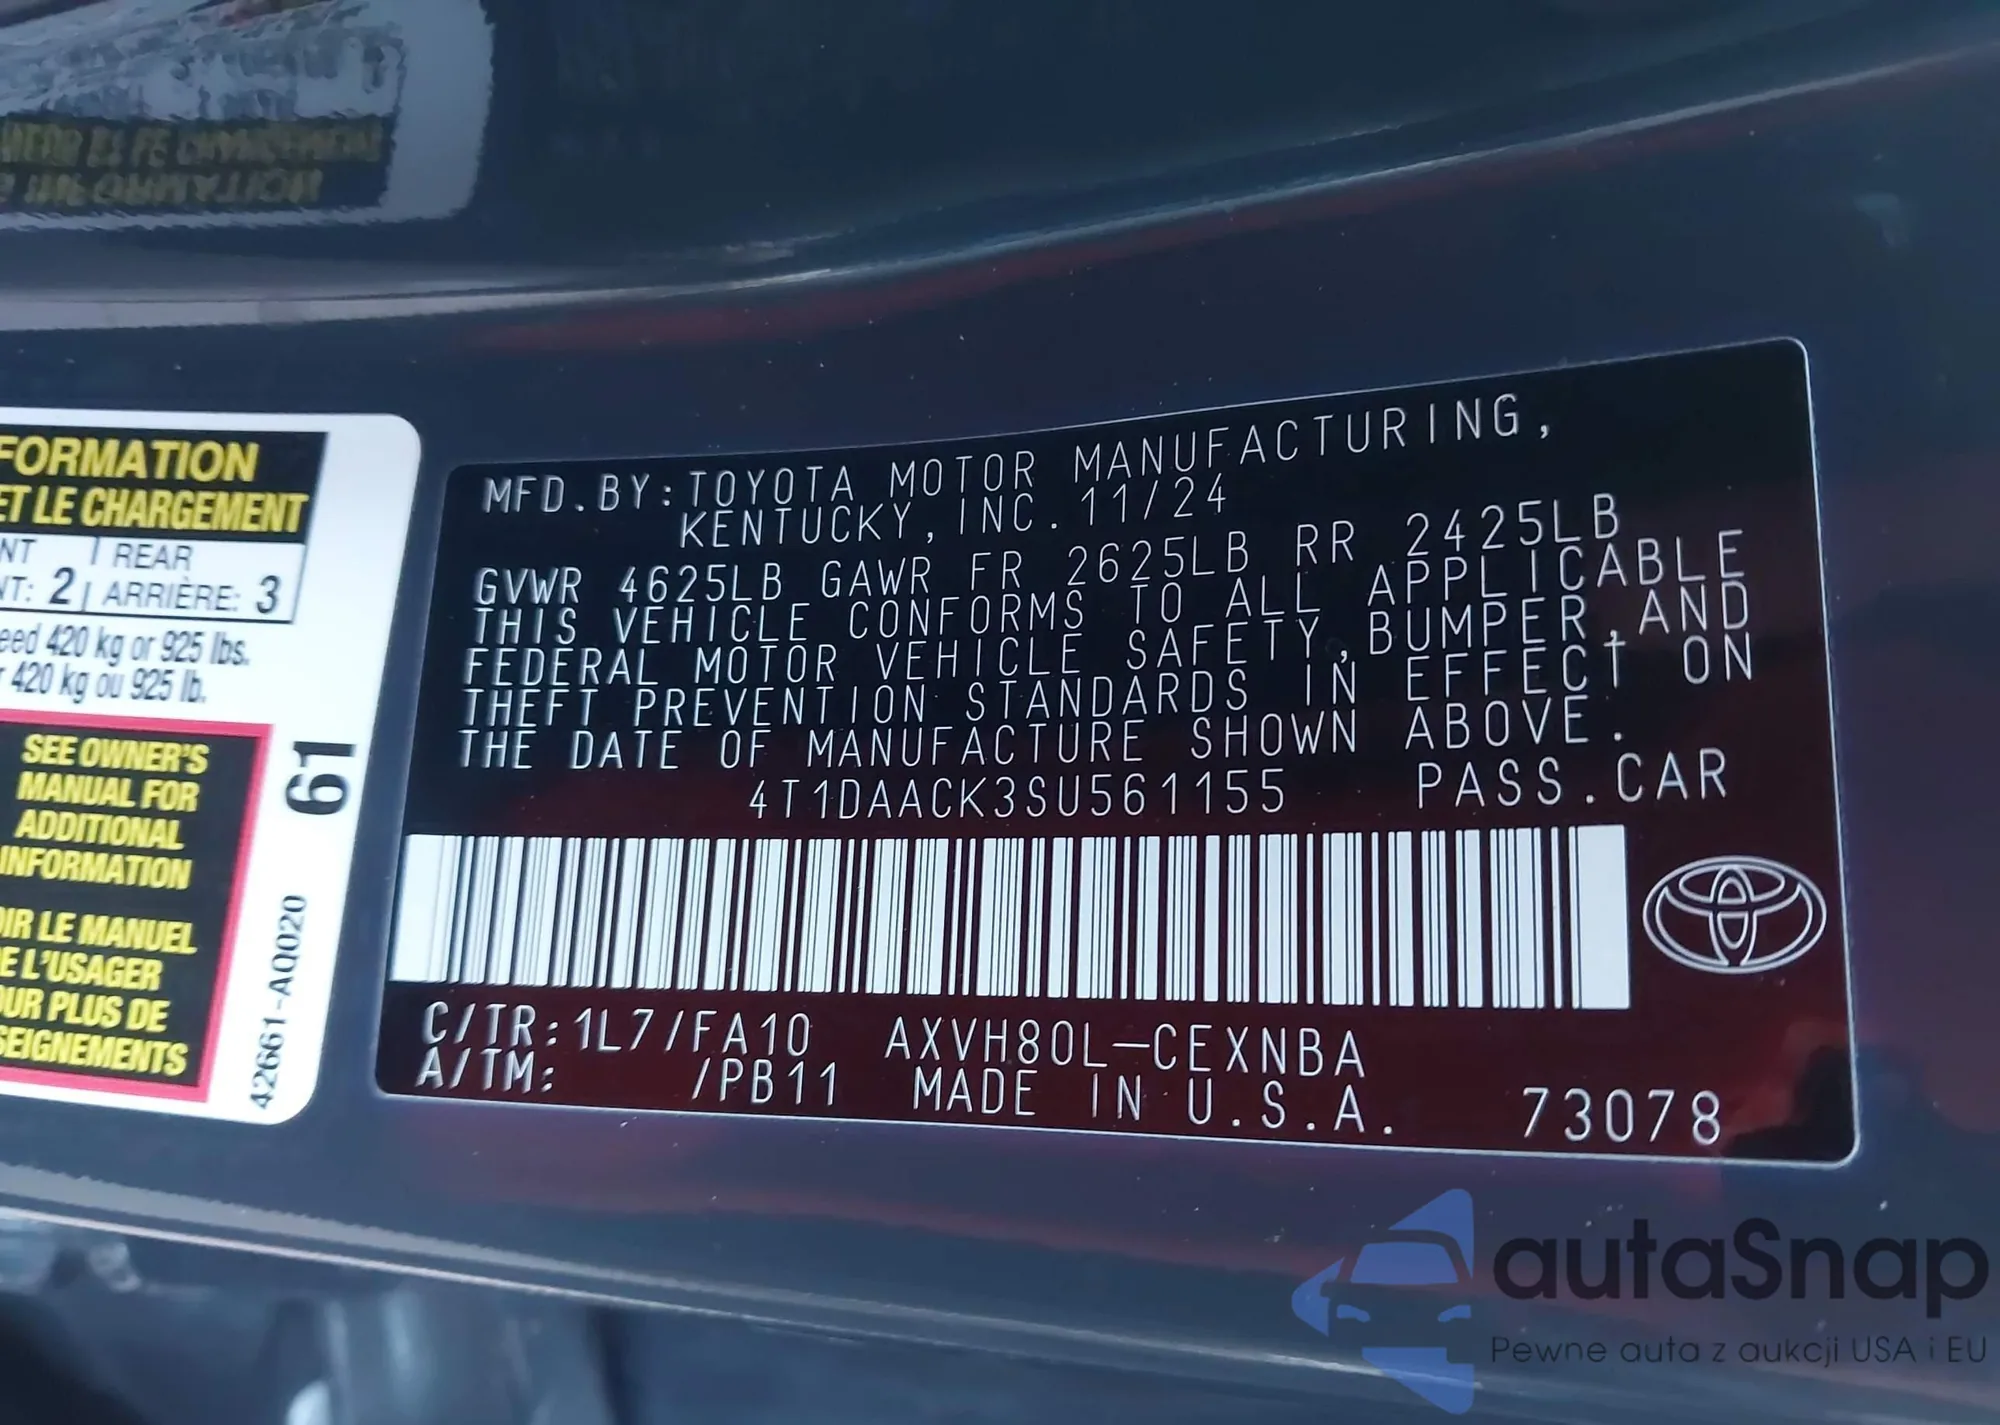 FORMATION
ET LE CHARGEMENT
REAR
2
ARRIÈRE: 3
420 kg or 925 lbs.
420 kg ou 925 lb.
SEE OWNER'S
MANUAL FOR
ADDITIONAL
INFORMATION
LE MANUEL
DE L'USAGER
PLUS DE
61
42661-AQ020
MFD.BY:TOYOTA MOTOR MANUFACTURING,
KENTUCKY, INC. 11/24
GVWR 4625LB GAWR FR 2625LB RR 2425LB
THIS VEHICLE CONFORMS TO ALL APPLICABLE
FEDERAL MOTOR VEHICLE SAFETY,BUMPER,AND
THEFT PREVENTION STANDARDS IN EFFECT ON
THE DATE OF MANUFACTURE SHOWN ABOVE.
4T1DAACK3SU561155 PASS.CAR
C/TR:1L7/FA10 AXVH80L-CEXNBA
A/TM: /PB11 MADE IN U.S.A. 73078
autaSnap
Pewne auta z aukcji USA i EU